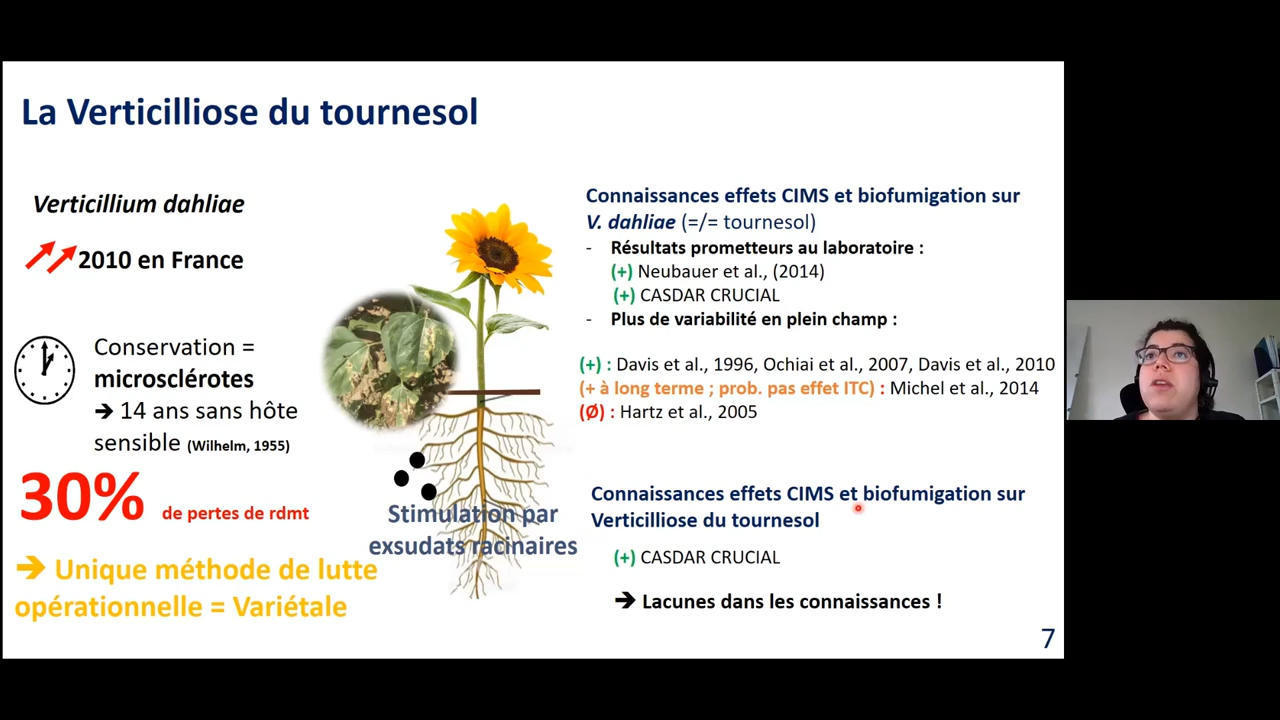 La Verticilliose du tournesol
Verticillium dahliae
2010 en France
Conservation =
microsclérotes
➔ 14 ans sans hôte
sensible (Wilhelm, 1955)
30% de pertes de rdmt
➔ Unique méthode de lutte
opérationnelle = Variétale
Stimulation par
exsudats racinaires
Connaissances effets CIMS et biofumigation sur
V. dahliae (=/= tournesol)
- Résultats prometteurs au laboratoire :
(+) Neubauer et al., (2014)
(+) CASDAR CRUCIAL
- Plus de variabilité en plein champ :
(+) : Davis et al., 1996, Ochiai et al., 2007, Davis et al., 2010
(+ à long terme ; prob. pas effet ITC) : Michel et al., 2014
(Ø) : Hartz et al., 2005
Connaissances effets CIMS et biofumigation sur
Verticilliose du tournesol
(+) CASDAR CRUCIAL
➔ Lacunes dans les connaissances !
7